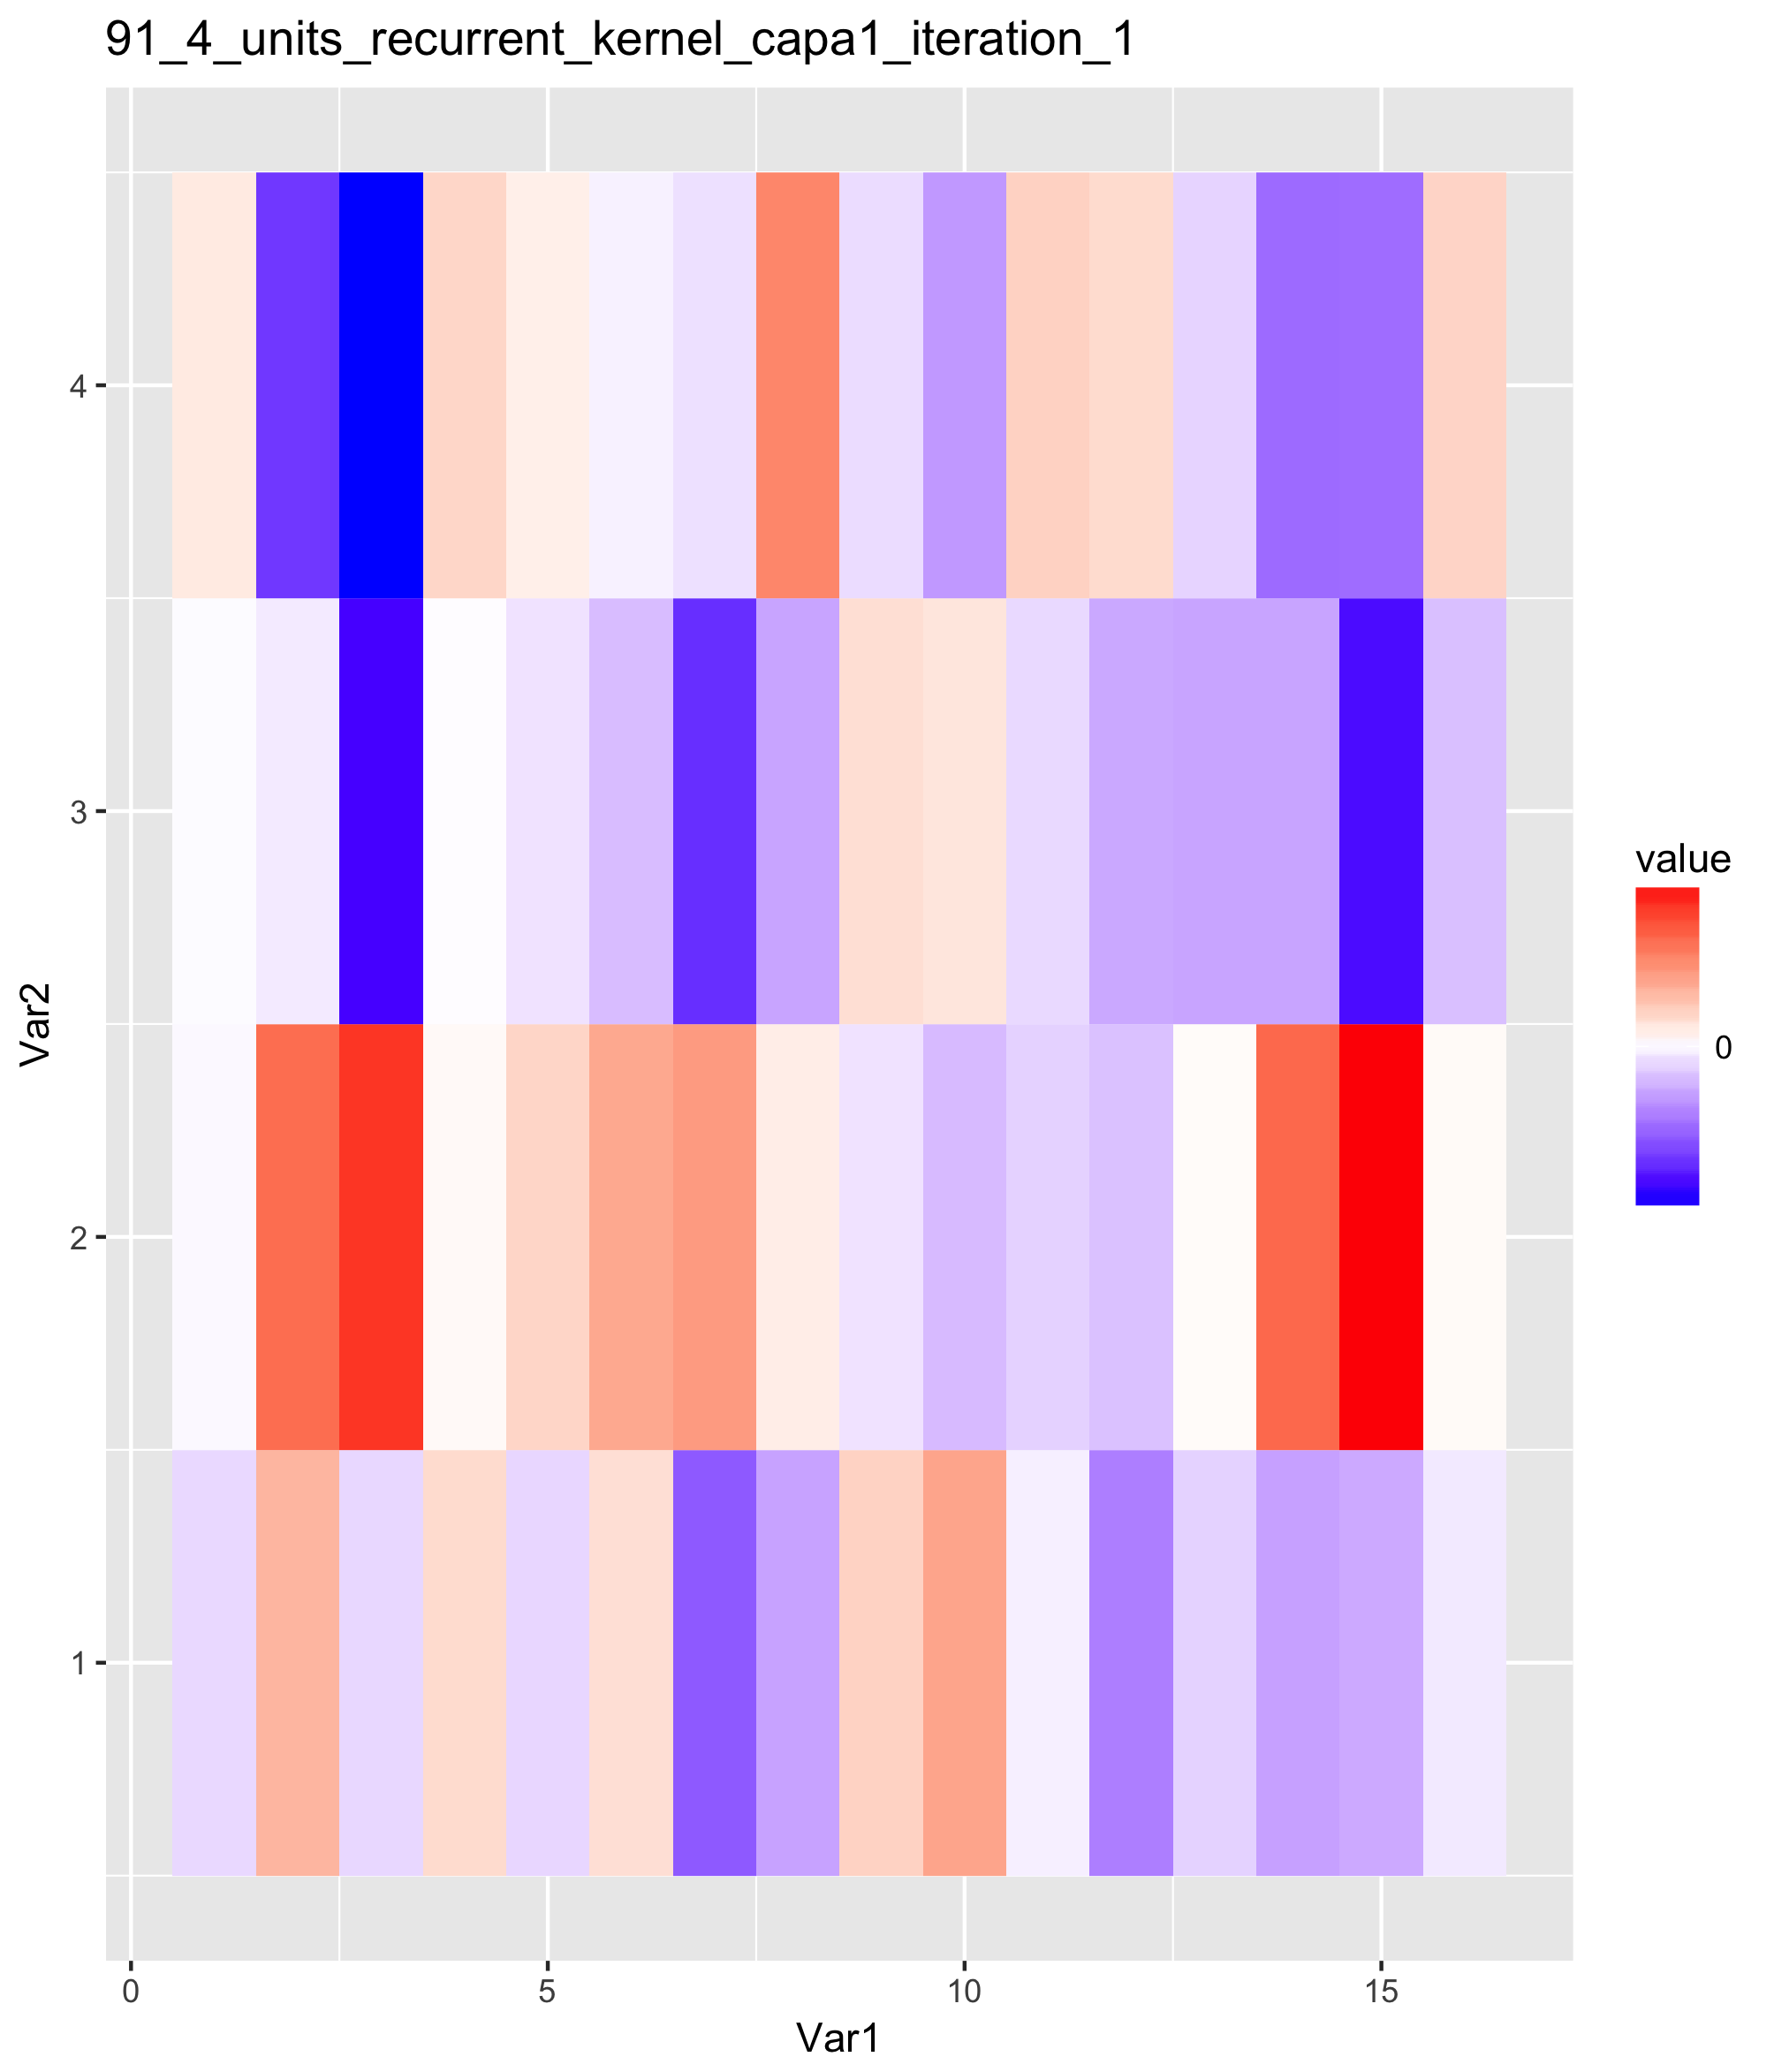 91_4_units_recurrent_kernel_capa1_iteration_1
4
3
2
1
Var2
0
5
10
15
Var1
value
0